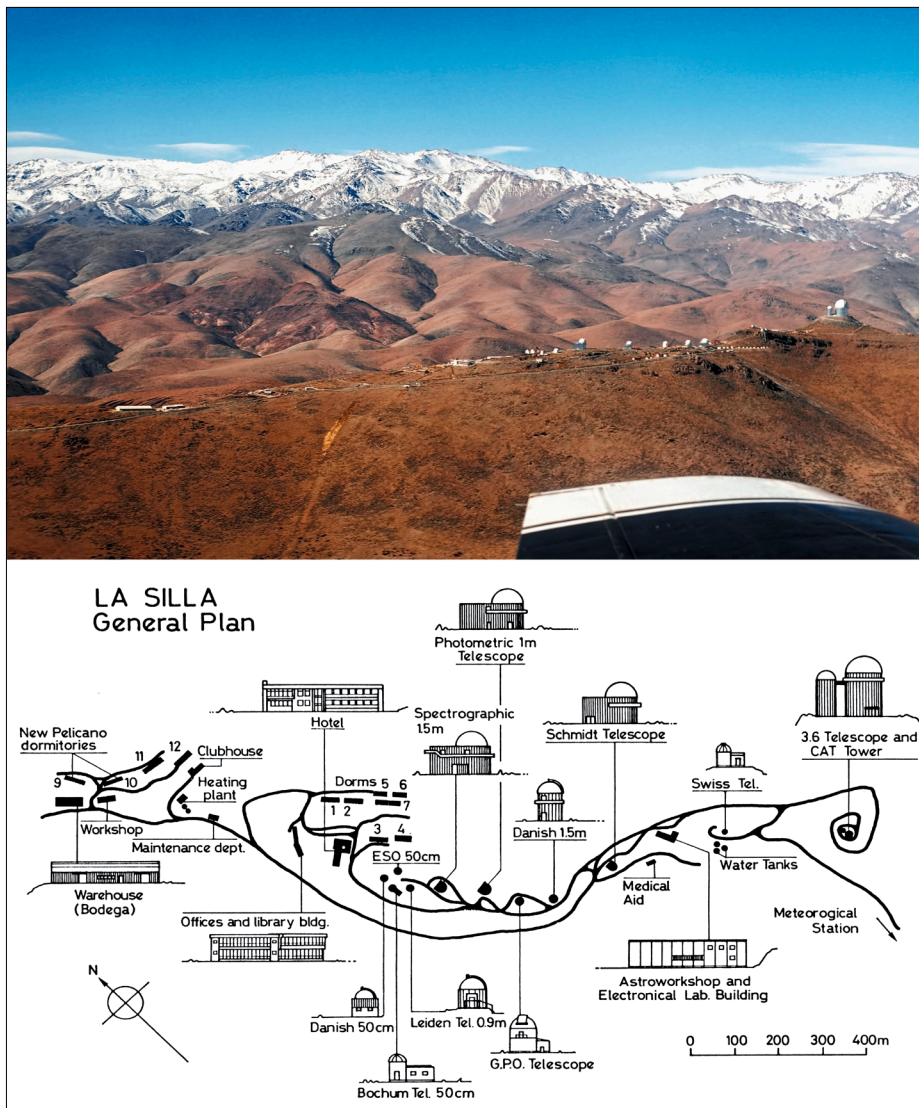 LA SILLA
General Plan
Photometric 1m
Telescope
Hotel
Spectrographic
1.5m
Schmidt Telescope
3.6 Telescope and
CAT Tower
New Pelicano
dormitories
11
12
Clubhouse
9
10
Heating
plant
Workshop
Maintenance dept.
Dorms
5
6
1
2
7
3
4
ESO 50cm
Danish 1.5m
Swiss Tel.
Water Tanks
Medical
Aid
Meteorogical
Station
Warehouse
(Bodega)
Offices and library bldg.
Astroworkshop and
Electronical Lab. Building
N
Danish 50cm
Leiden Tel. 0.9m
G.P.O. Telescope
Bochum Tel. 50cm
0 100 200 300 400m